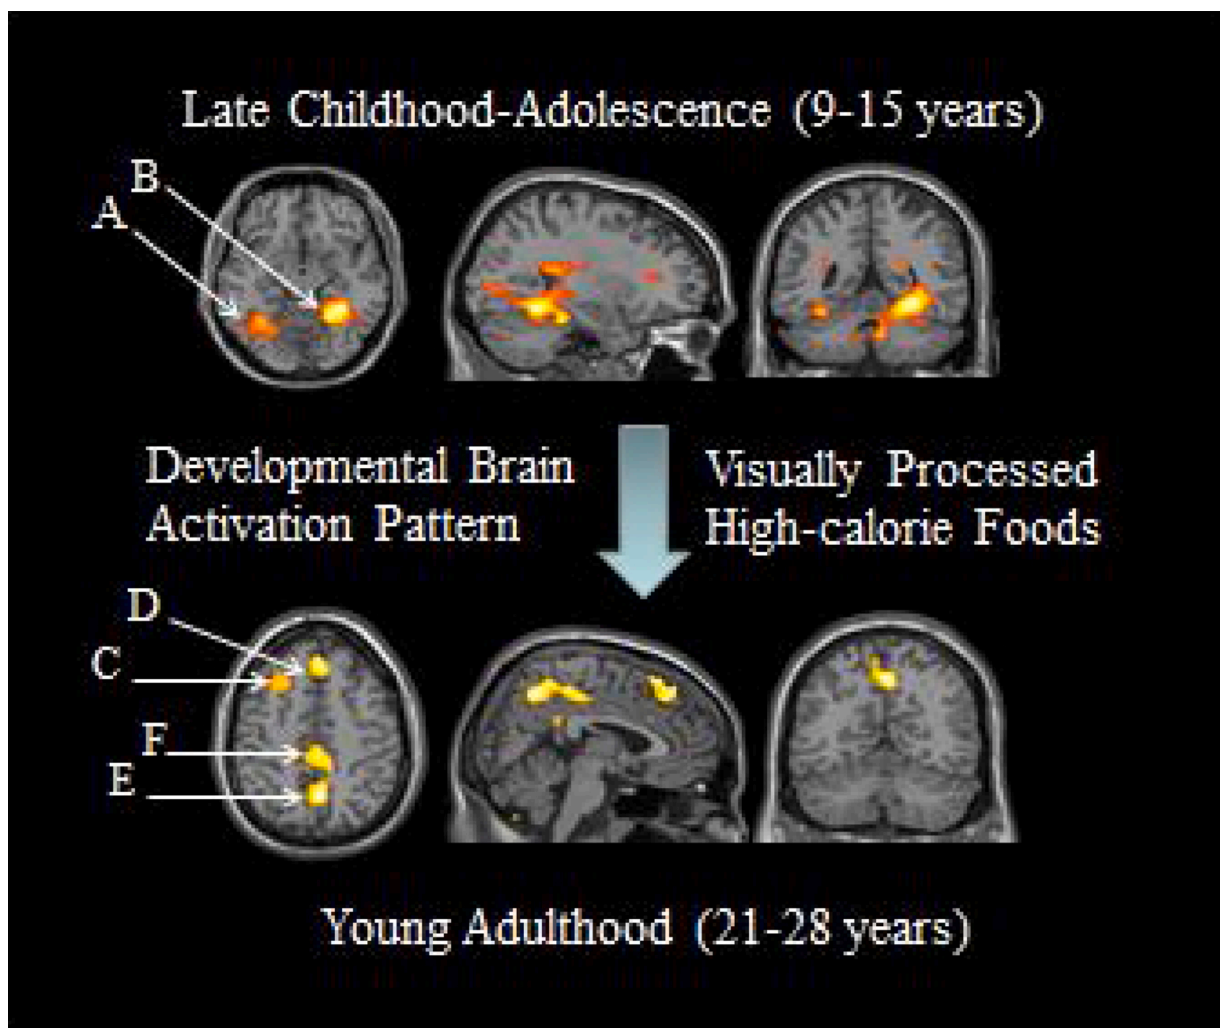 Late Childhood-Adolescence (9-15 years)
B
A
Developmental Brain
Activation Pattern
Visually Processed
High-calorie Foods
D
C
F
E
Young Adulthood (21-28 years)